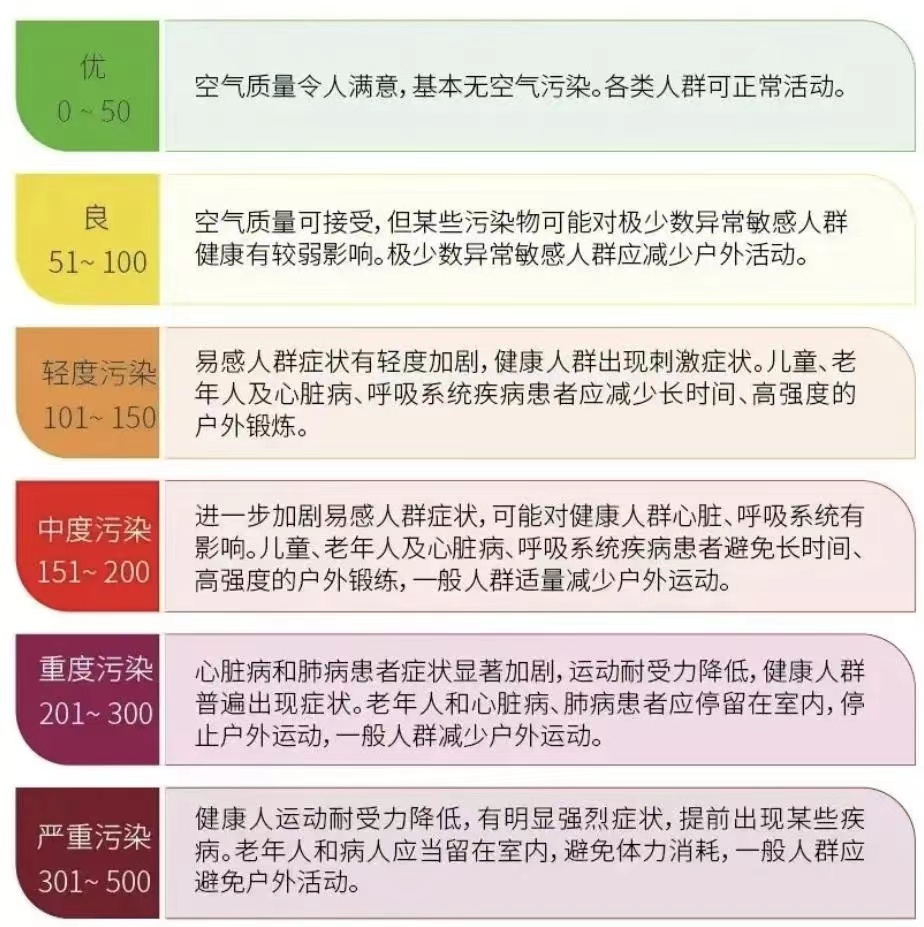 优
0 ~ 50
空气质量令人满意，基本无空气污染。各类人群可正常活动。
良
51~ 100
空气质量可接受，但某些污染物可能对极少数异常敏感人群
健康有较弱影响。极少数异常敏感人群应减少户外活动。
轻度污染
101~ 150
易感人群症状有轻度加剧，健康人群出现刺激症状。儿童、老
年人及心脏病、呼吸系统疾病患者应减少长时间、高强度的
户外锻炼。
中度污染
151~ 200
进一步加剧易感人群症状，可能对健康人群心脏、呼吸系统有
影响。儿童、老年人及心脏病、呼吸系统疾病患者避免长时间、
高强度的户外锻练，一般人群适量减少户外运动。
重度污染
201~ 300
心脏病和肺病患者症状显著加剧，运动耐受力降低，健康人群
普遍出现症状。老年人和心脏病、肺病患者应停留在室内，停
止户外运动，一般人群减少户外运动。
严重污染
301~ 500
健康人运动耐受力降低，有明显强烈症状，提前出现某些疾
病。老年人和病人应当留在室内，避免体力消耗，一般人群应
避免户外活动。